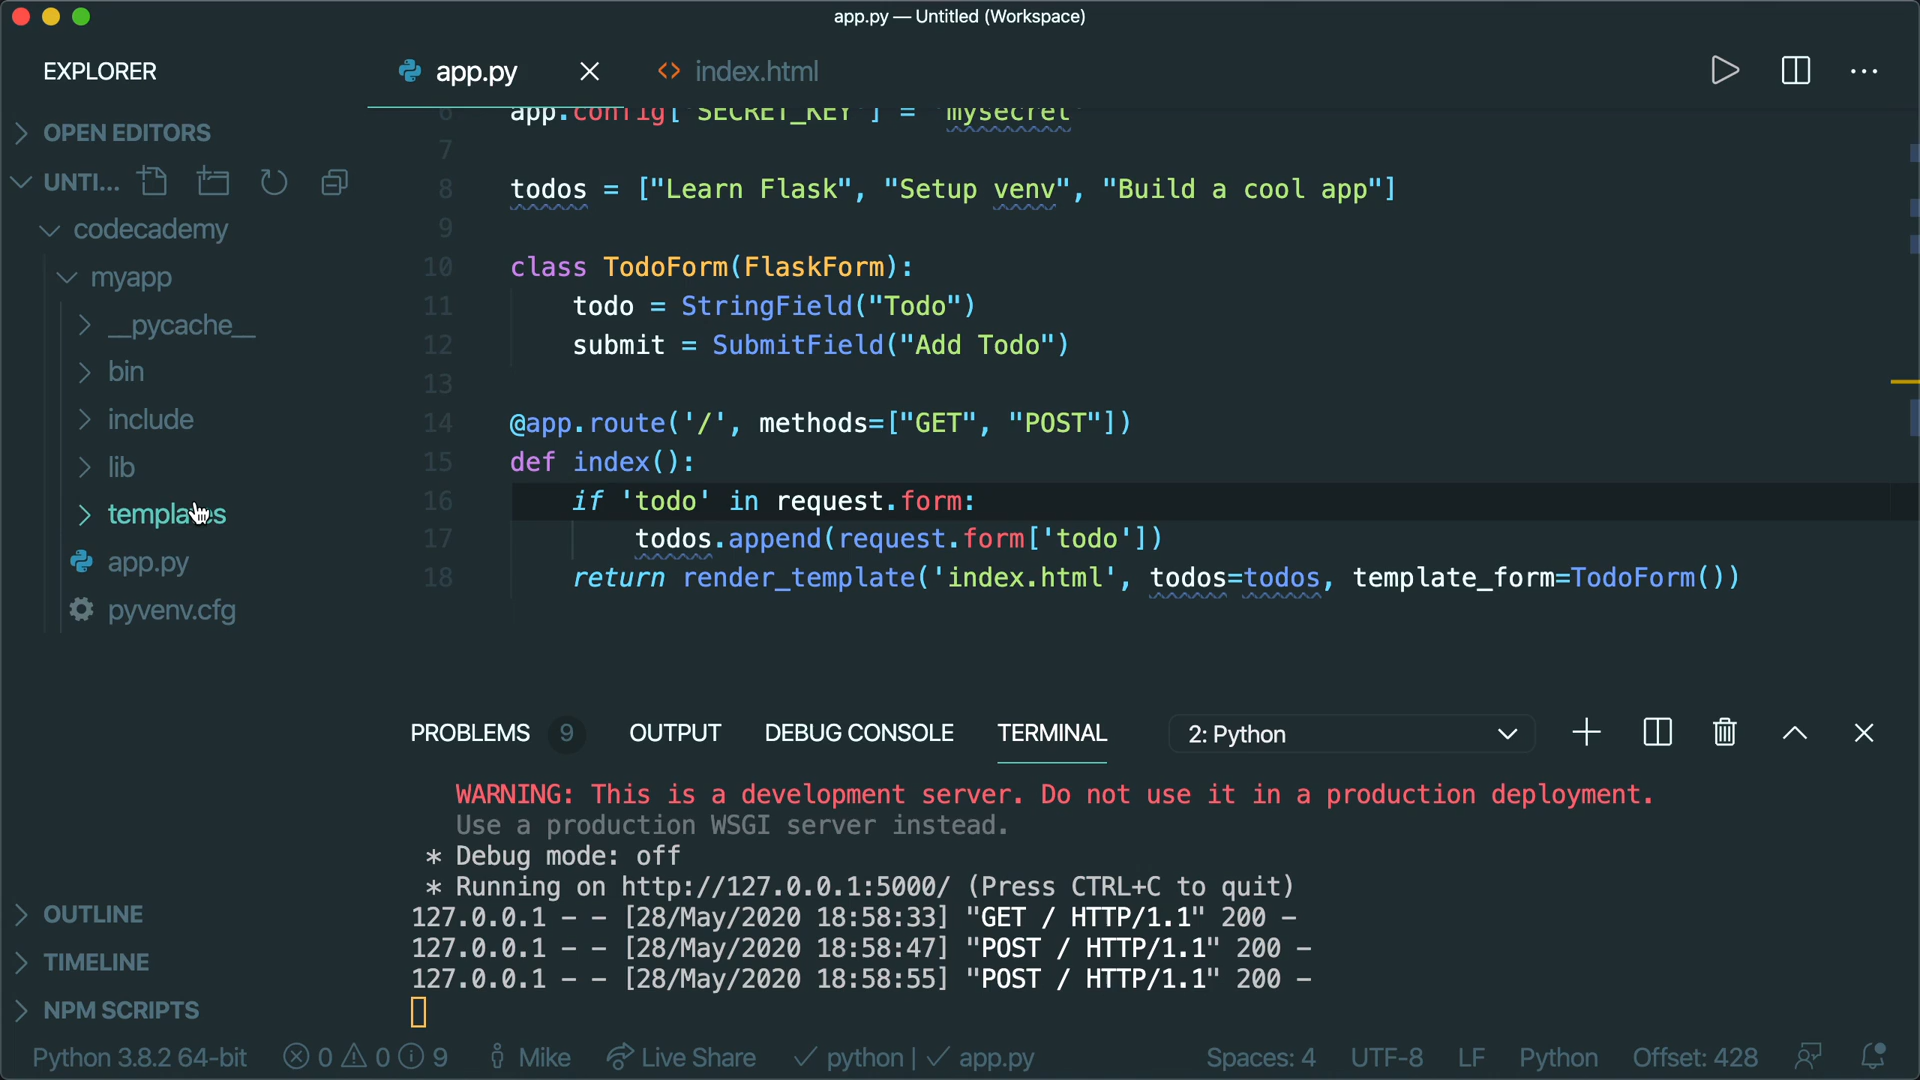 app.py — Untitled (Workspace)
EXPLORER
app.py
index.html
OPEN EDITORS
UNTI...
codecademy
myapp
__pycache__
bin
include
lib
templates
app.py
pyvenv.cfg
OUTLINE
TIMELINE
NPM SCRIPTS
6 app.config['SECRET_KEY'] = 'mysecret'
7
8 todos = ["Learn Flask", "Setup venv", "Build a cool app"]
9
10 class TodoForm(FlaskForm):
11 todo = StringField("Todo")
12 submit = SubmitField("Add Todo")
13
14 @app.route('/', methods=["GET", "POST"])
15 def index():
16 if 'todo' in request.form:
17 todos.append(request.form['todo'])
18 return render_template('index.html', todos=todos, template_form=TodoForm())
PROBLEMS 9 OUTPUT DEBUG CONSOLE TERMINAL 2: Python
WARNING: This is a development server. Do not use it in a production deployment.
Use a production WSGI server instead.
* Debug mode: off
* Running on http://127.0.0.1:5000/ (Press CTRL+C to quit)
127.0.0.1 - - [28/May/2020 18:58:33] "GET / HTTP/1.1" 200 -
127.0.0.1 - - [28/May/2020 18:58:47] "POST / HTTP/1.1" 200 -
127.0.0.1 - - [28/May/2020 18:58:55] "POST / HTTP/1.1" 200 -
Python 3.8.2 64-bit 0 0 9 Mike Live Share ✓ python | ✓ app.py Spaces: 4 UTF-8 LF Python Offset: 428